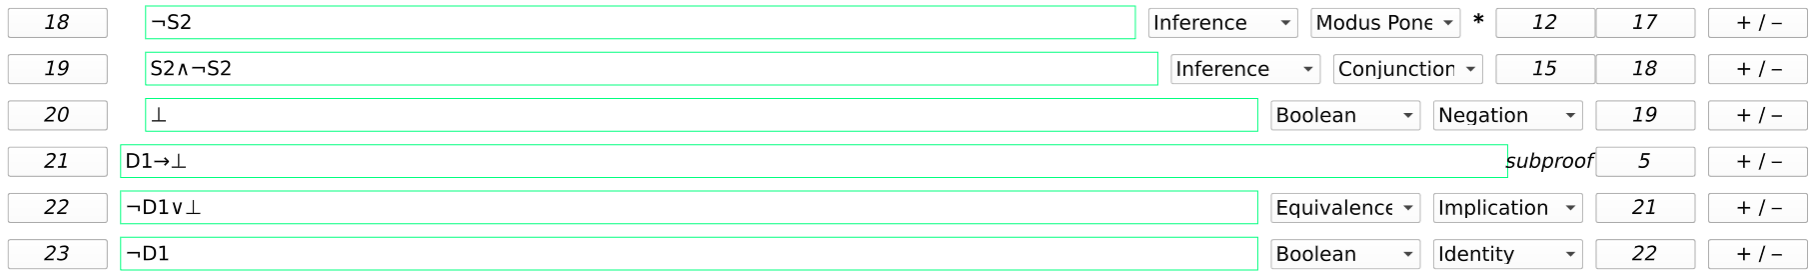 18 ¬S2 Inference Modus Pone * 12 17 + / –
19 S2∧¬S2 Inference Conjunction 15 18 + / –
20 ⊥ Boolean Negation 19 + / –
21 D1→⊥ subproof 5 + / –
22 ¬D1∨⊥ Equivalence Implication 21 + / –
23 ¬D1 Boolean Identity 22 + / –